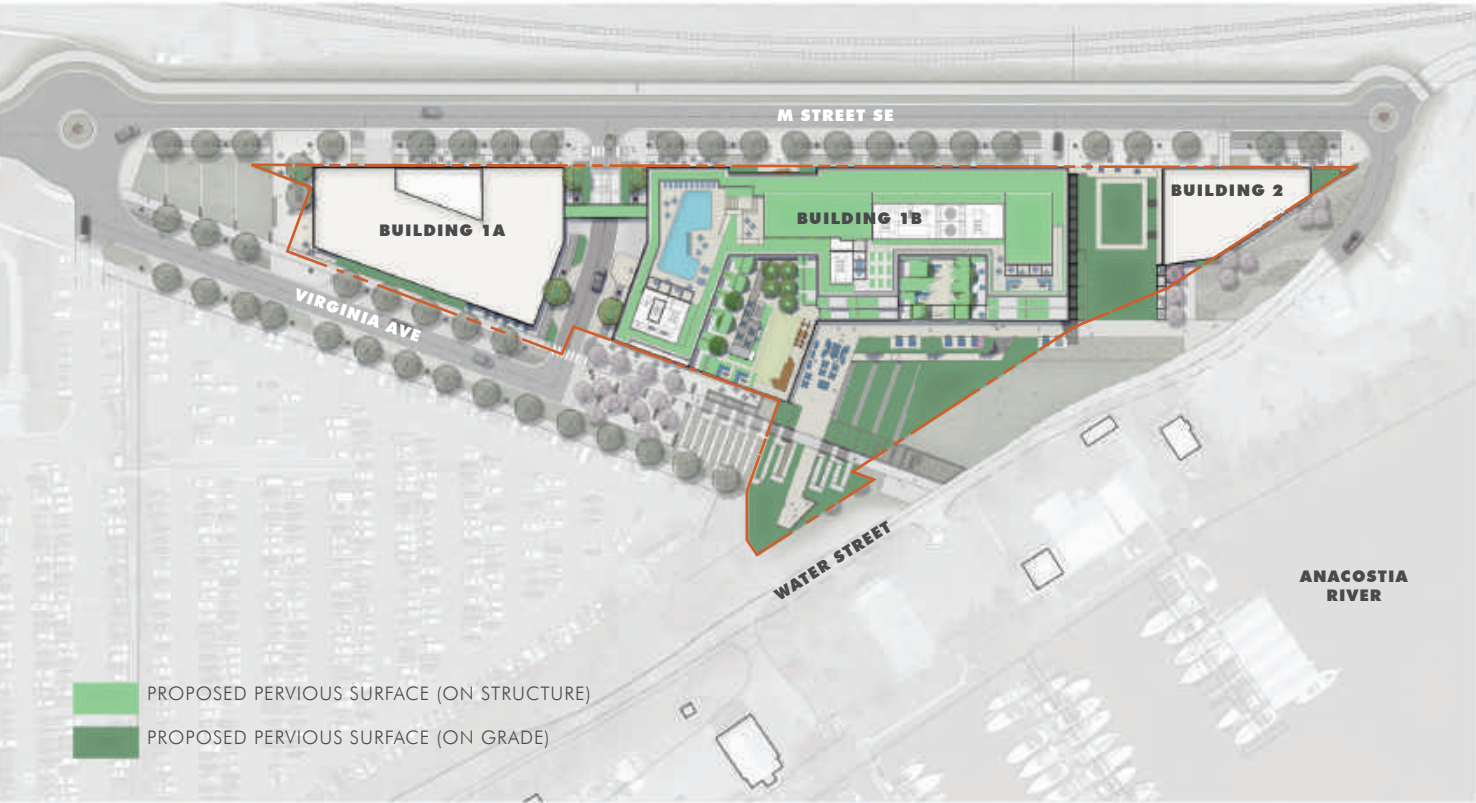 M STREET SE
BUILDING 2
BUILDING 1B
BUILDING 1A
VIRGINIA AVE
WATER STREET
ANACOSTIA
RIVER
PROPOSED PERVIOUS SURFACE (ON STRUCTURE)
PROPOSED PERVIOUS SURFACE (ON GRADE)